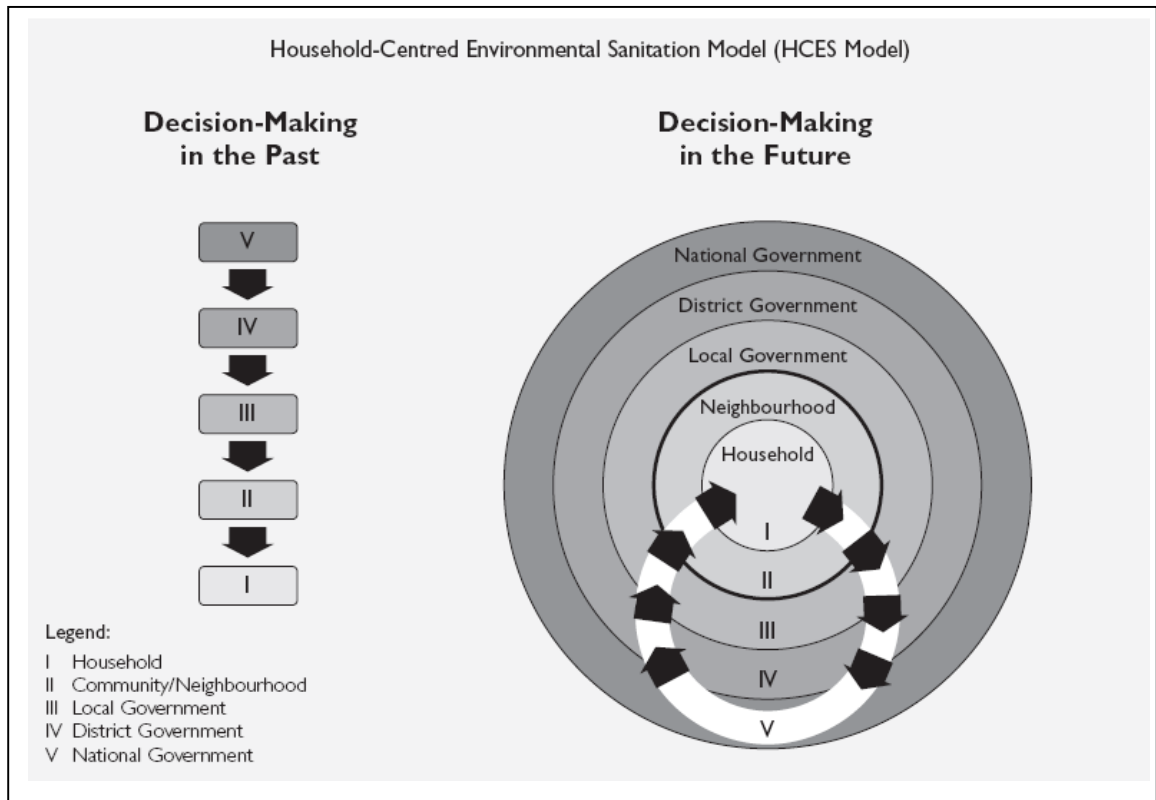 Household-Centred Environmental Sanitation Model (HCES Model)
Decision-Making
in the Past
V
IV
III
II
I
Legend:
I Household
II Community/Neighbourhood
III Local Government
IV District Government
V National Government
Decision-Making
in the Future
National Government
District Government
Local Government
Neighbourhood
Household
I
II
III
IV
V